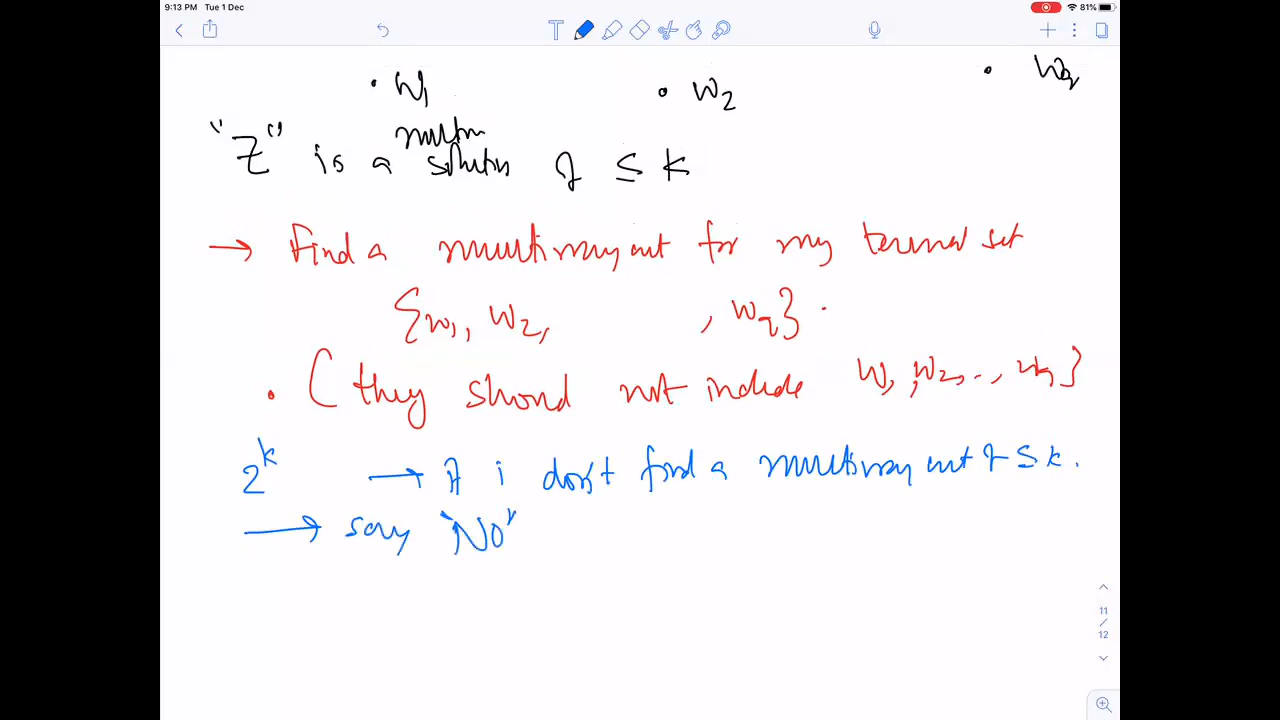 9:13 PM Tue 1 Dec
81%
T
• w1 • w2 • wq
"Z" is a solution of ≤ k
→ Find a multiway cut for my terminal set
{w1, w2, , wq} .
• ( they should not include w1, w2, .., wq }
2^k → If i don't find a multiway cut of ≤ k.
→ say 'No'
11
/
12